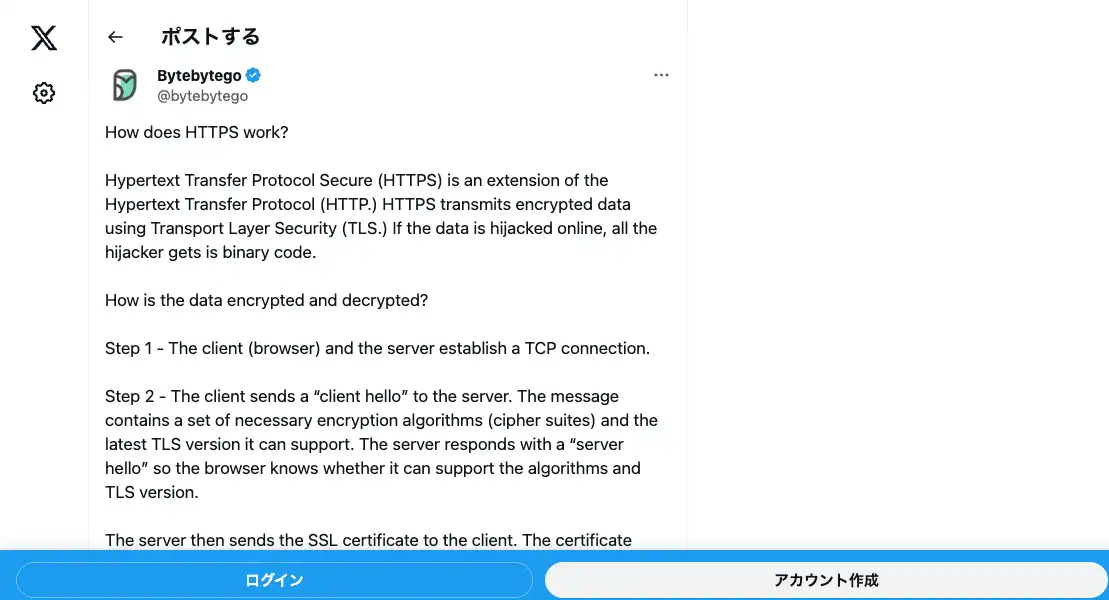 ポストする
Bytebytego
@bytebytego
How does HTTPS work?
Hypertext Transfer Protocol Secure (HTTPS) is an extension of the
Hypertext Transfer Protocol (HTTP.) HTTPS transmits encrypted data
using Transport Layer Security (TLS.) If the data is hijacked online, all the
hijacker gets is binary code.
How is the data encrypted and decrypted?
Step 1 - The client (browser) and the server establish a TCP connection.
Step 2 - The client sends a “client hello” to the server. The message
contains a set of necessary encryption algorithms (cipher suites) and the
latest TLS version it can support. The server responds with a “server
hello” so the browser knows whether it can support the algorithms and
TLS version.
The server then sends the SSL certificate to the client. The certificate
ログイン
アカウント作成